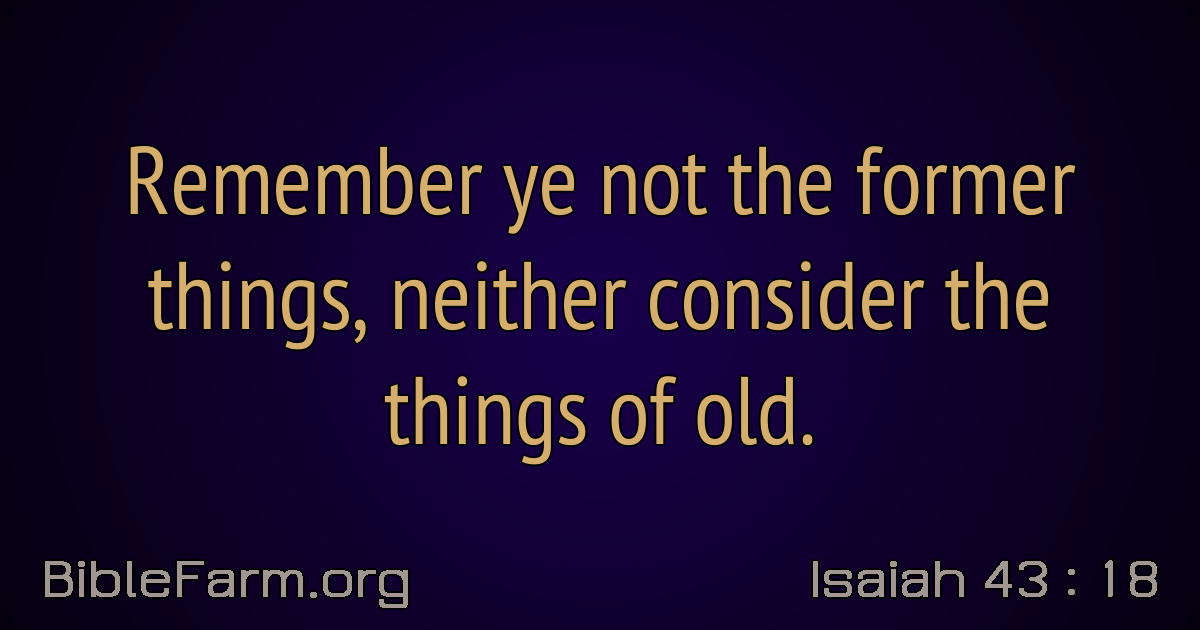 Remember ye not the former
things, neither consider the
things of old.
BibleFarm.org
Isaiah 43 : 18